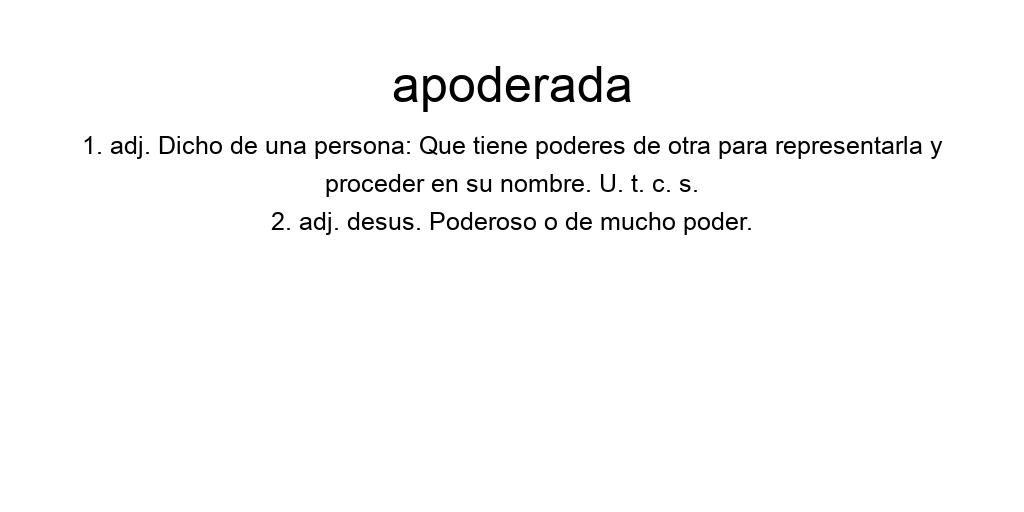 apoderada
1. adj. Dicho de una persona: Que tiene poderes de otra para representarla y
proceder en su nombre. U. t. c. s.
2. adj. desus. Poderoso o de mucho poder.